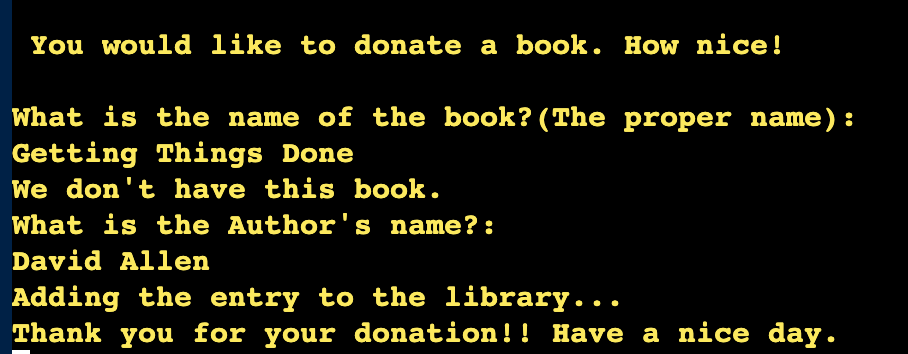 You would like to donate a book. How nice!
What is the name of the book?(The proper name):
Getting Things Done
We don't have this book.
What is the Author's name?:
David Allen
Adding the entry to the library...
Thank you for your donation!! Have a nice day.